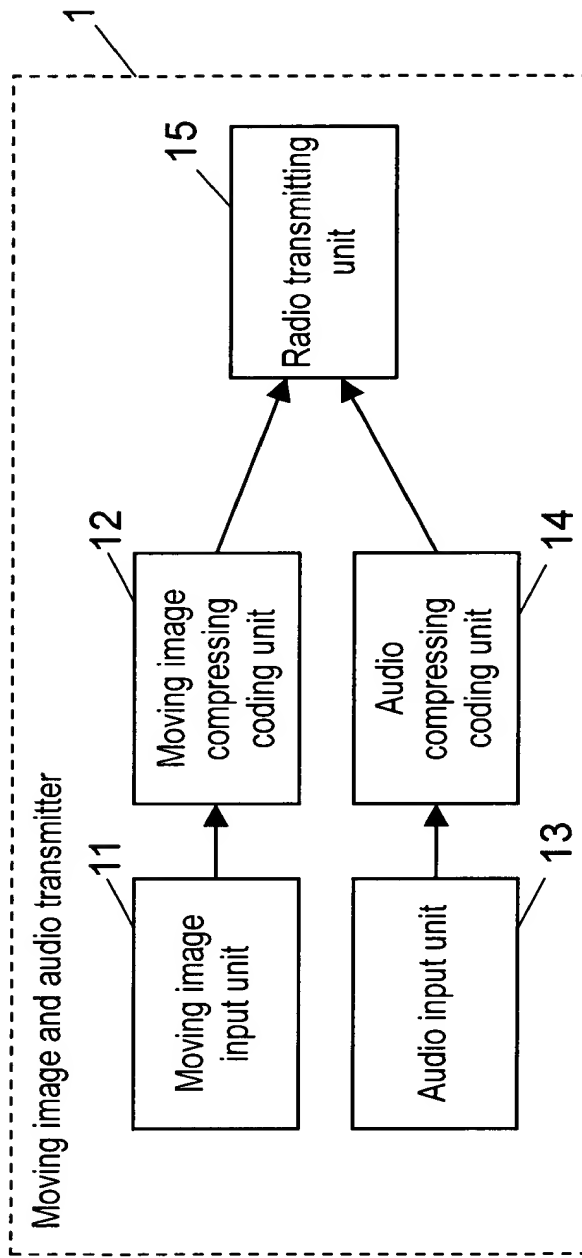 Moving image and audio transmitter
1
11
Moving image
input unit
12
Moving image
compressing
coding unit
13
Audio input unit
14
Audio
compressing
coding unit
15
Radio transmitting
unit